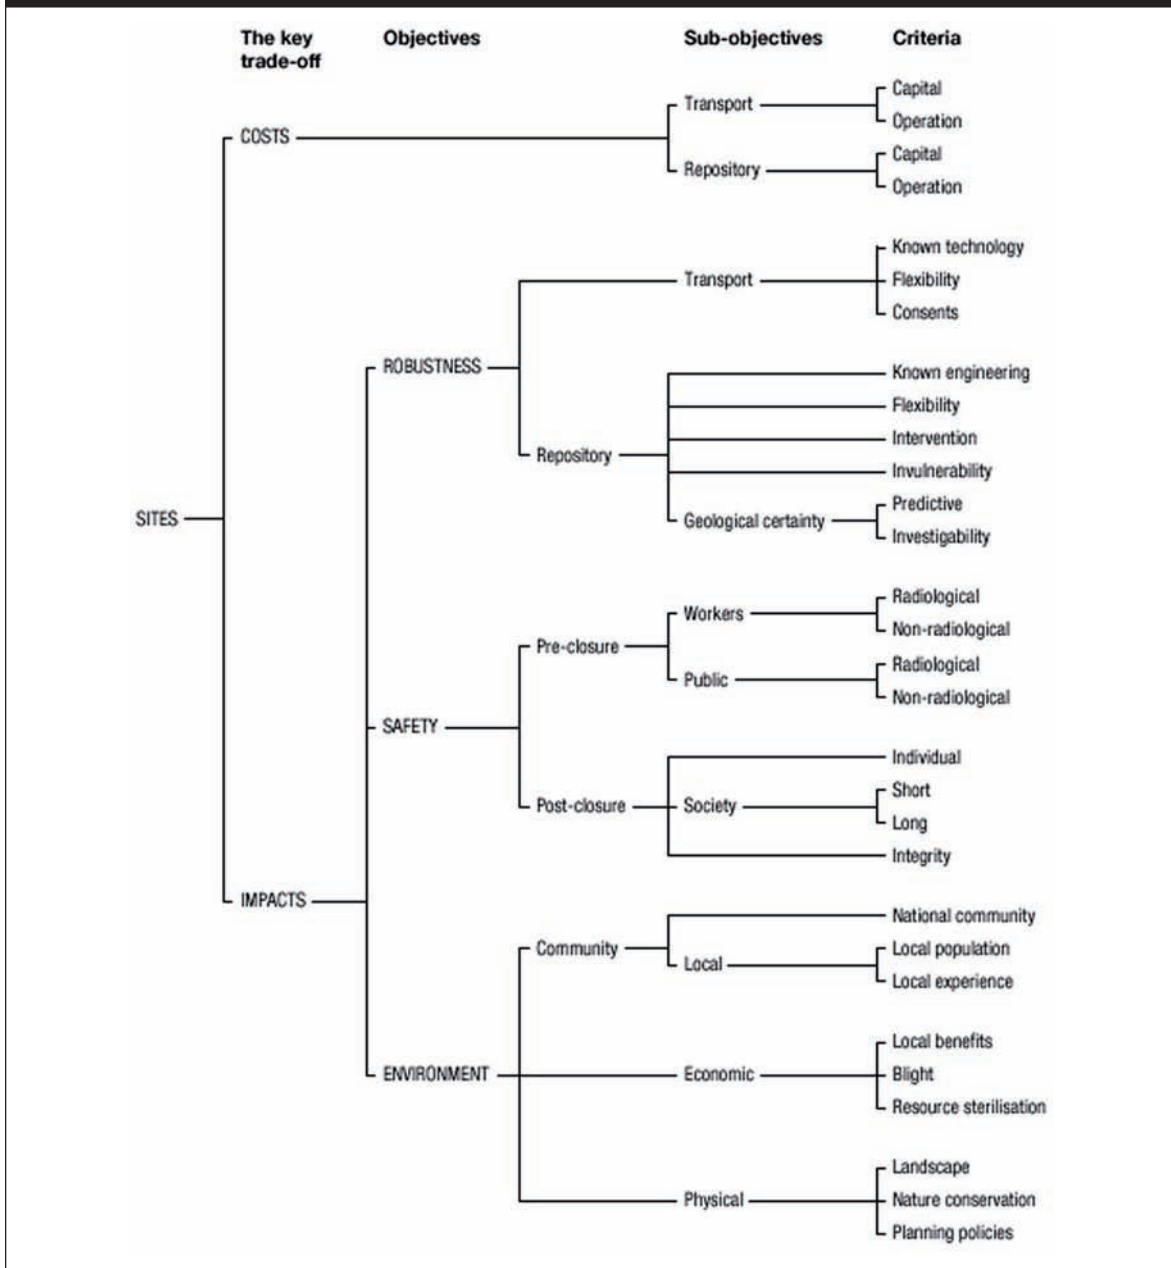 The key trade-off Objectives Sub-objectives Criteria
Capital
Transport
Operation
COSTS
Capital
Repository
Operation
Known technology
Transport Flexibility
Consents
ROBUSTNESS
Known engineering
Flexibility
Intervention
Repository
Invulnerability
Predictive
SITES Geological certainty
Investigability
Radiological
Workers
Non-radiological
Pre-closure
Radiological
Public
Non-radiological
SAFETY
Individual
Short
Post-closure Society
Long
Integrity
IMPACTS
National community
Community Local population
Local
Local experience
Local benefits
ENVIRONMENT Economic Blight
Resource sterilisation
Landscape
Physical Nature conservation
Planning policies